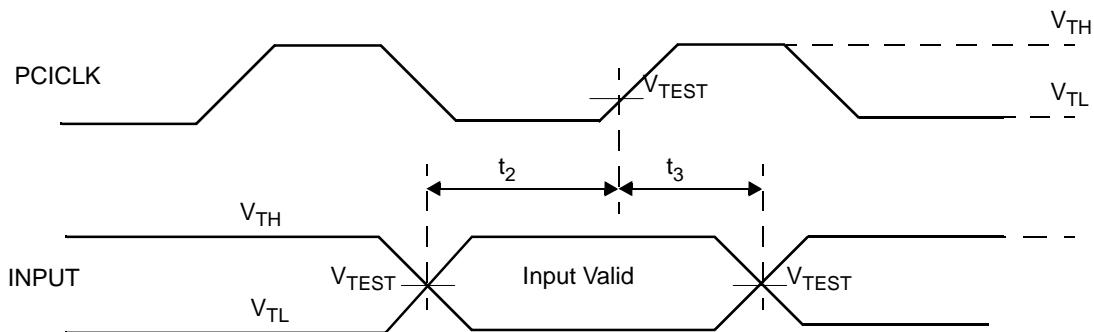 V_TH
PCICLK
V_TEST
V_TL
t_2
t_3
V_TH
INPUT
V_TEST
Input Valid
V_TEST
V_TL